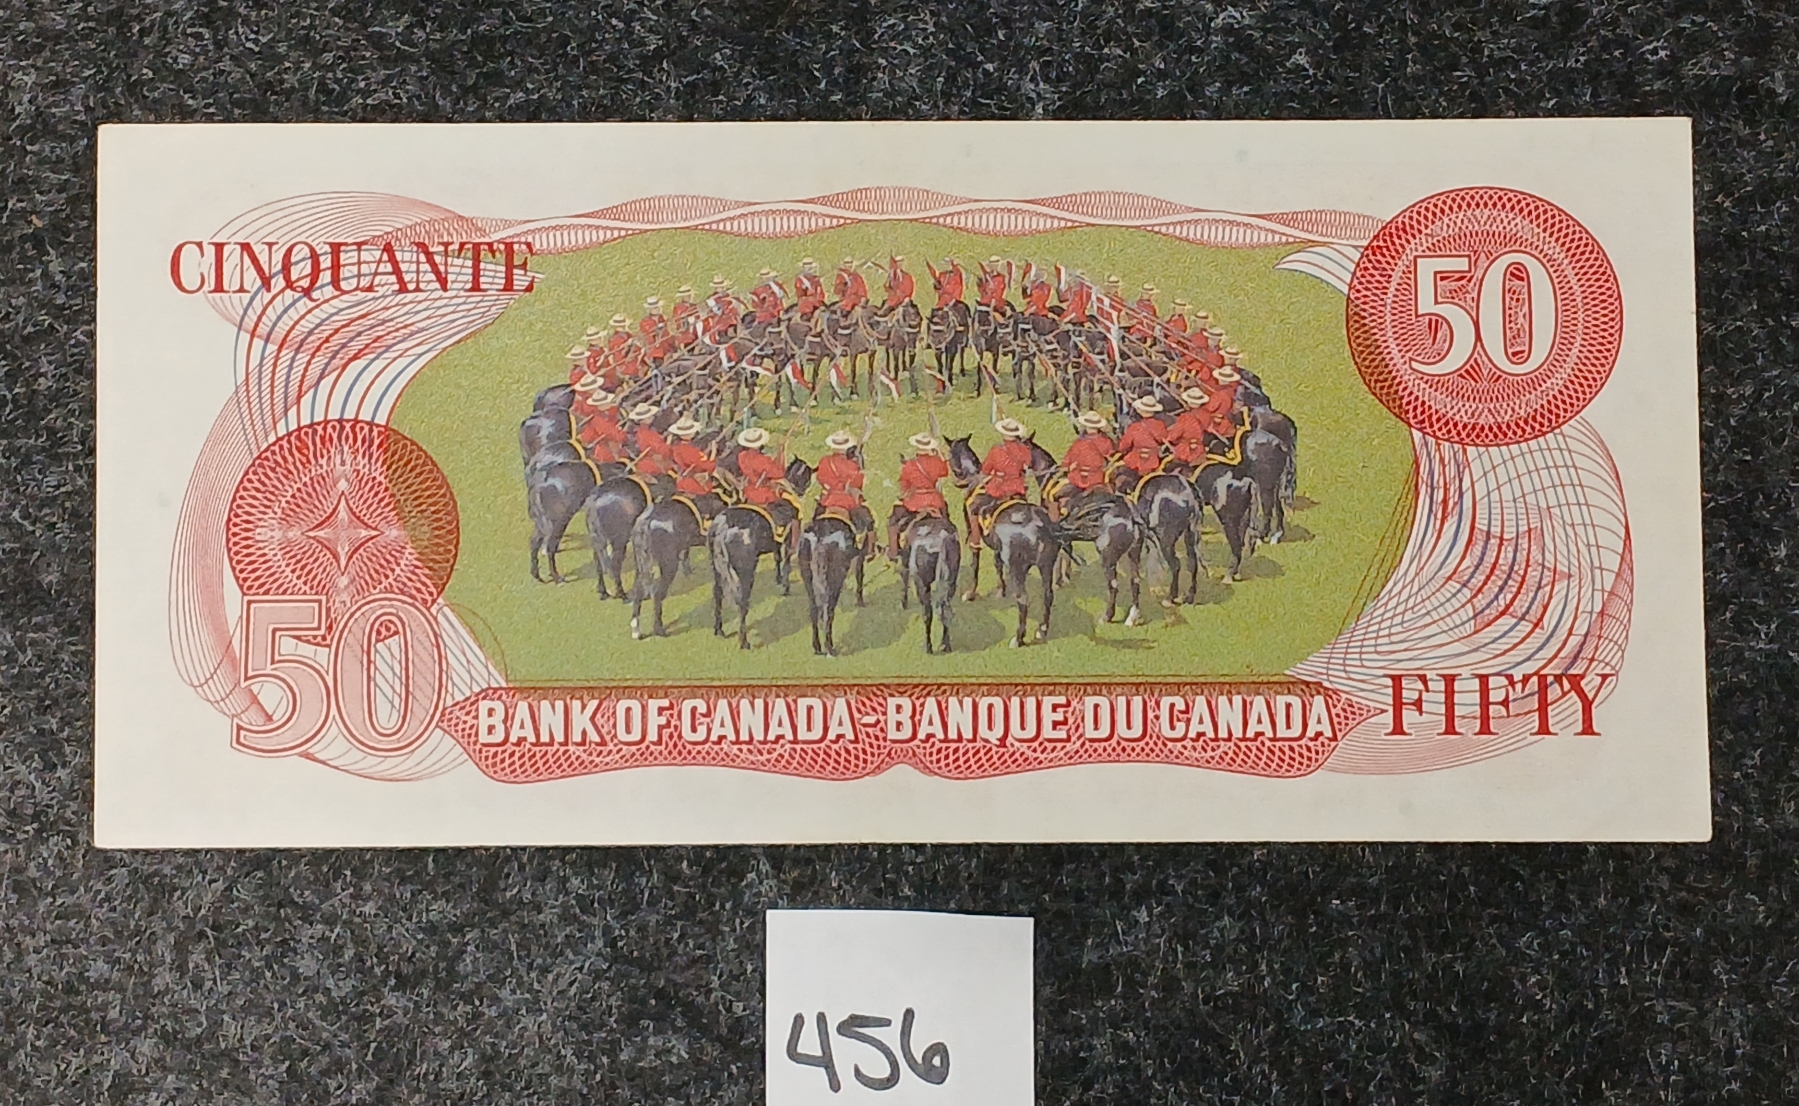 CINQUANTE
50
50
BANK OF CANADA-BANQUE DU CANADA
FIFTY
456